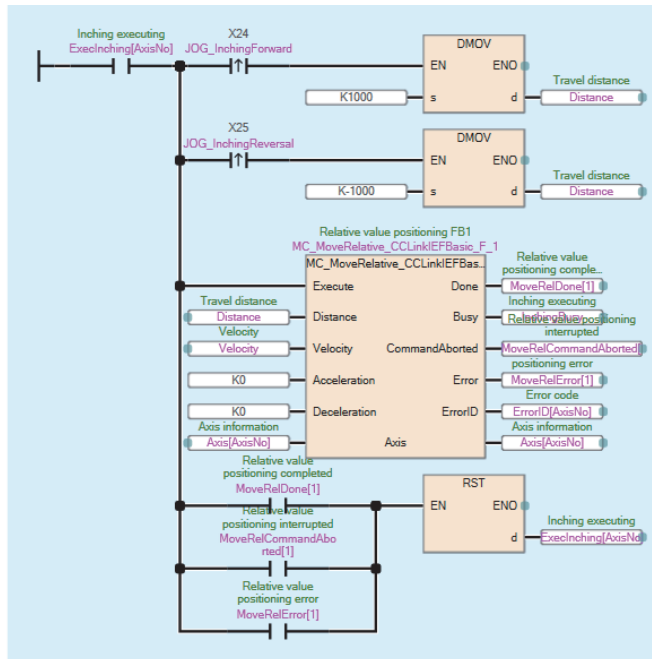 Inching executing
ExecInching[AxisNo]
X24
JOG_InchingForward
DMOV
EN
ENO
K1000
s
d
Travel distance
Distance
X25
JOG_InchingReversal
DMOV
EN
ENO
K-1000
s
d
Travel distance
Distance
Relative value positioning FB1
MC_MoveRelative_CCLinkIEFBasic_F_1
MC_MoveRelative_CCLinkIEFBas...
Execute
Done
Relative value
positioning comple...
MoveRelDone[1]
Travel distance
Distance
Distance
Busy
Inching executing
InchingBusy
Velocity
Velocity
Velocity
CommandAborted
Relative value positioning
interrupted
MoveRelCommandAborted[
K0
Acceleration
Error
positioning error
MoveRelError[1]
K0
Deceleration
ErrorID
Error code
ErrorID[AxisNo]
Axis information
Axis[AxisNo]
Axis
Axis information
Axis[AxisNo]
Relative value
positioning completed
MoveRelDone[1]
RST
EN
ENO
d
Inching executing
ExecInching[AxisNo
Relative value
positioning interrupted
MoveRelCommandAbo
rted[1]
Relative value
positioning error
MoveRelError[1]